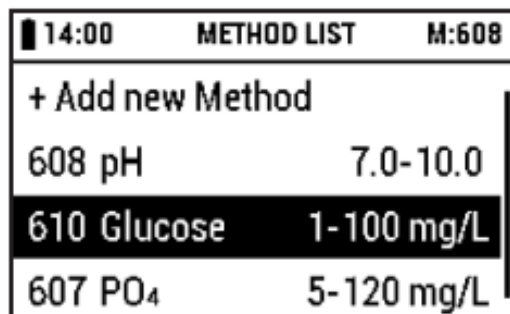 14:00 METHOD LIST M:608
+ Add new Method
608 pH 7.0-10.0
610 Glucose 1-100 mg/L
607 PO₄ 5-120 mg/L